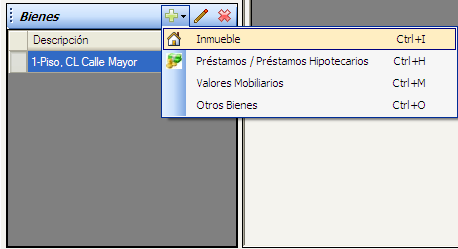 Bienes
Descripción
1-Piso, CL Calle Mayor
Inmueble Ctrl+I
Préstamos / Préstamos Hipotecarios Ctrl+H
Valores Mobiliarios Ctrl+M
Otros Bienes Ctrl+O